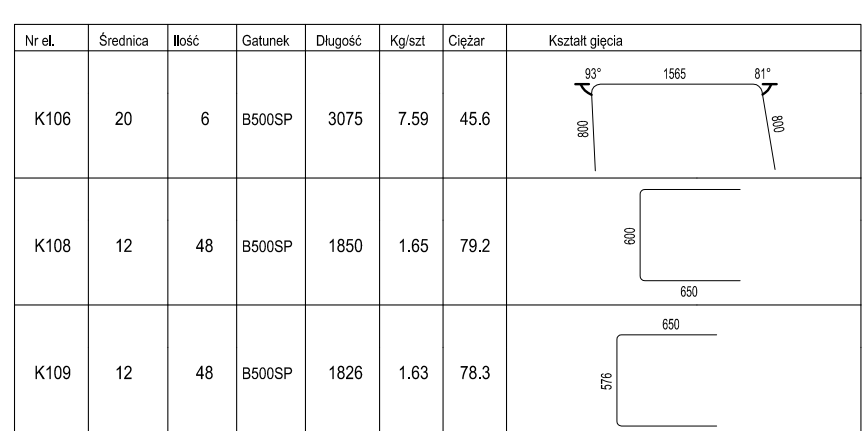 Nr el. Średnica Ilość Gatunek Długość Kg/szt Ciężar Kształt gięcia
93° 1565 81°
K106 20 6 B500SP 3075 7.59 45.6 800 800
K108 12 48 B500SP 1850 1.65 79.2 600
650
650
K109 12 48 B500SP 1826 1.63 78.3 576